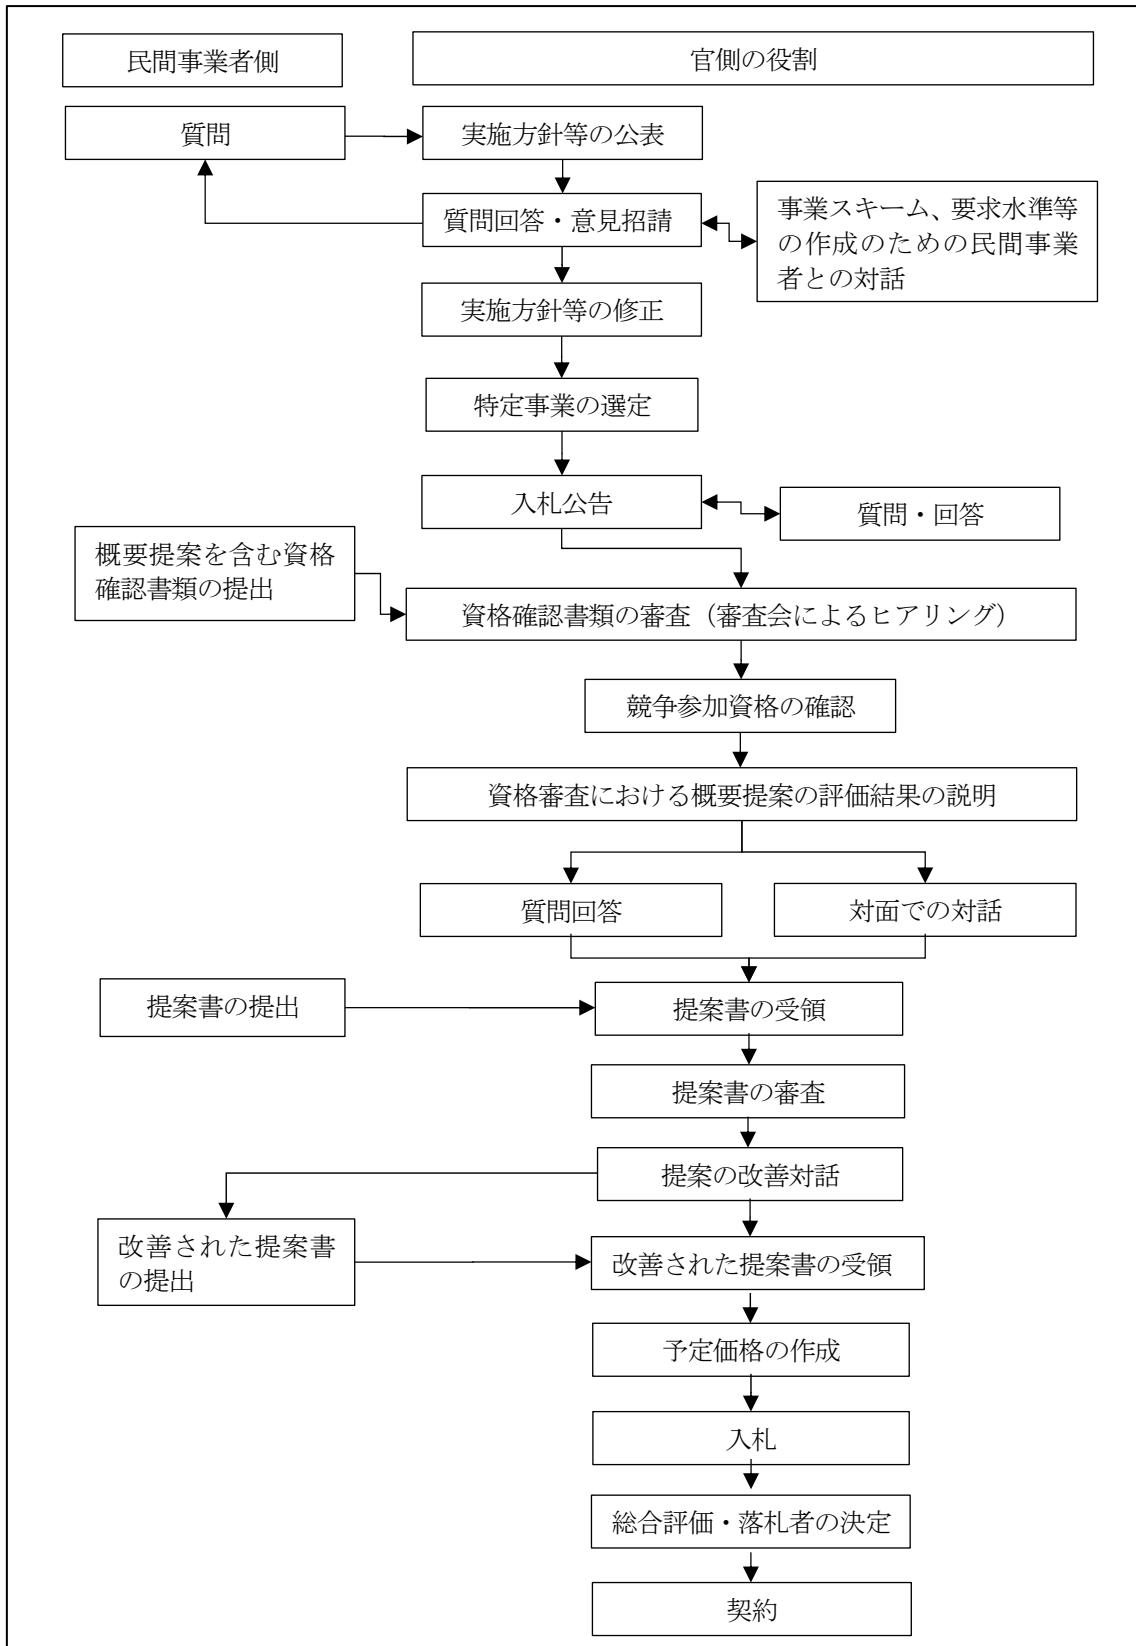 民間事業者側
官側の役割
質問
実施方針等の公表
質問回答・意見招請
事業スキーム、要求水準等
の作成のための民間事業
者との対話
実施方針等の修正
特定事業の選定
入札公告
質問・回答
概要提案を含む資格
確認書類の提出
資格確認書類の審査（審査会によるヒアリング）
競争参加資格の確認
資格審査における概要提案の評価結果の説明
質問回答
対面での対話
提案書の提出
提案書の受領
提案書の審査
提案の改善対話
改善された提案書
の提出
改善された提案書の受領
予定価格の作成
入札
総合評価・落札者の決定
契約